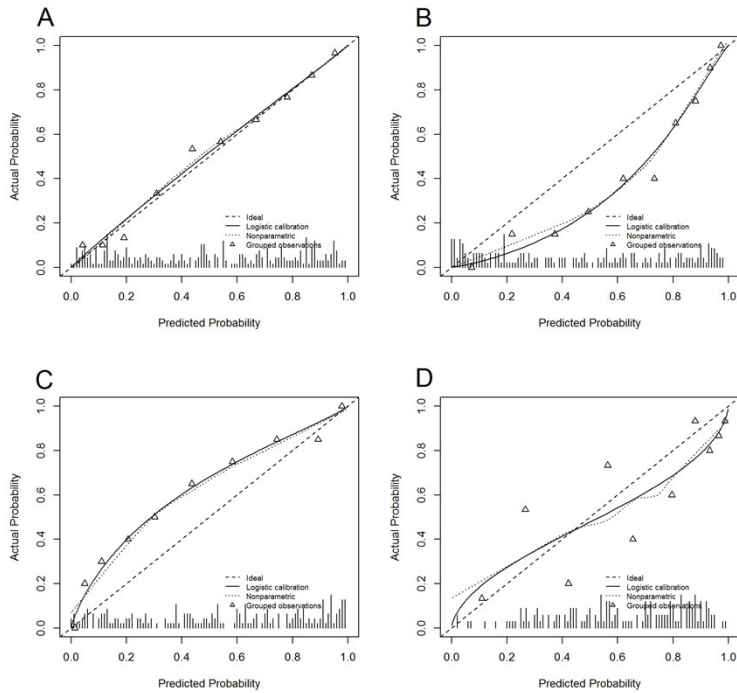 A
1.0
0.8
0.6
0.4
0.2
0.0
Actual Probability
Ideal
Logistic calibration
Nonparametric
Grouped observations
0.0 0.2 0.4 0.6 0.8 1.0
Predicted Probability
B
1.0
0.8
0.6
0.4
0.2
0.0
Actual Probability
Ideal
Logistic calibration
Nonparametric
Grouped observations
0.0 0.2 0.4 0.6 0.8 1.0
Predicted Probability
C
1.0
0.8
0.6
0.4
0.2
0.0
Actual Probability
Ideal
Logistic calibration
Nonparametric
Grouped observations
0.0 0.2 0.4 0.6 0.8 1.0
Predicted Probability
D
1.0
0.8
0.6
0.4
0.2
0.0
Actual Probability
Ideal
Logistic calibration
Nonparametric
Grouped observations
0.0 0.2 0.4 0.6 0.8 1.0
Predicted Probability